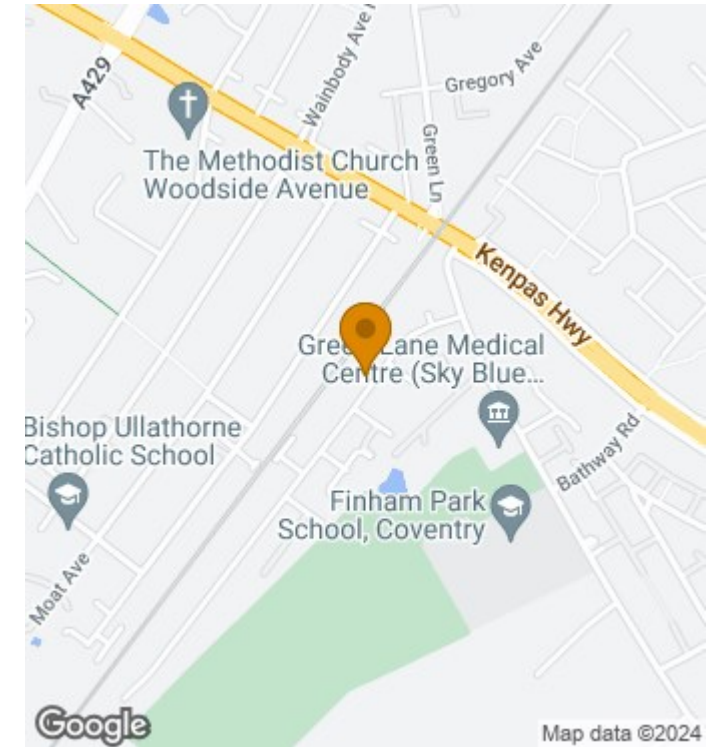 A429
Wainbody Ave
Gregory Ave
Green Ln
The Methodist Church
Woodside Avenue
Kenpas Hwy
Lane Medical
Centre (Sky Blue...
Bishop Ullathorne
Catholic School
Bathway Rd
Finham Park
School, Coventry
Moat Ave
Google
Map data ©2024